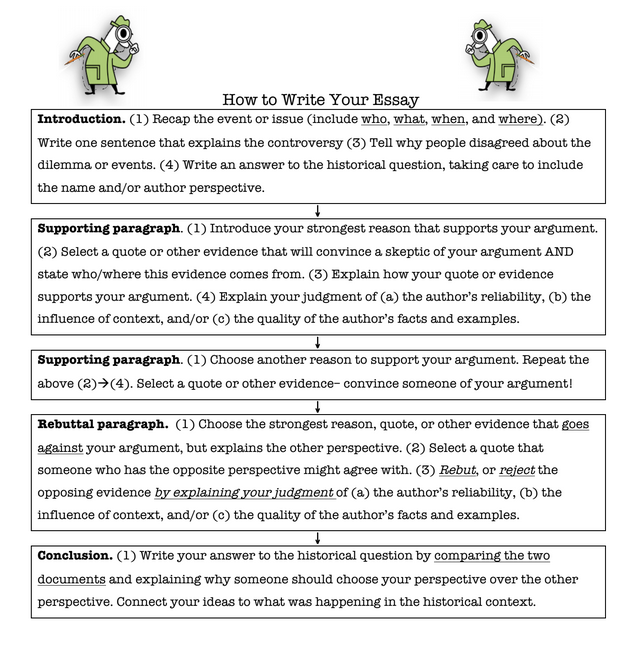 How to Write Your Essay
Introduction. (1) Recap the event or issue (include who, what, when, and where). (2)
Write one sentence that explains the controversy (3) Tell why people disagreed about the
dilemma or events. (4) Write an answer to the historical question, taking care to include
the name and/or author perspective.
Supporting paragraph. (1) Introduce your strongest reason that supports your argument.
(2) Select a quote or other evidence that will convince a skeptic of your argument AND
state who/where this evidence comes from. (3) Explain how your quote or evidence
supports your argument. (4) Explain your judgment of (a) the author's reliability, (b) the
influence of context, and/or (c) the quality of the author's facts and examples.
Supporting paragraph. (1) Choose another reason to support your argument. Repeat the
above (2)→(4). Select a quote or other evidence– convince someone of your argument!
Rebuttal paragraph. (1) Choose the strongest reason, quote, or other evidence that goes
against your argument, but explains the other perspective. (2) Select a quote that
someone who has the opposite perspective might agree with. (3) Rebut, or reject the
opposing evidence by explaining your judgment of (a) the author's reliability, (b) the
influence of context, and/or (c) the quality of the author's facts and examples.
Conclusion. (1) Write your answer to the historical question by comparing the two
documents and explaining why someone should choose your perspective over the other
perspective. Connect your ideas to what was happening in the historical context.